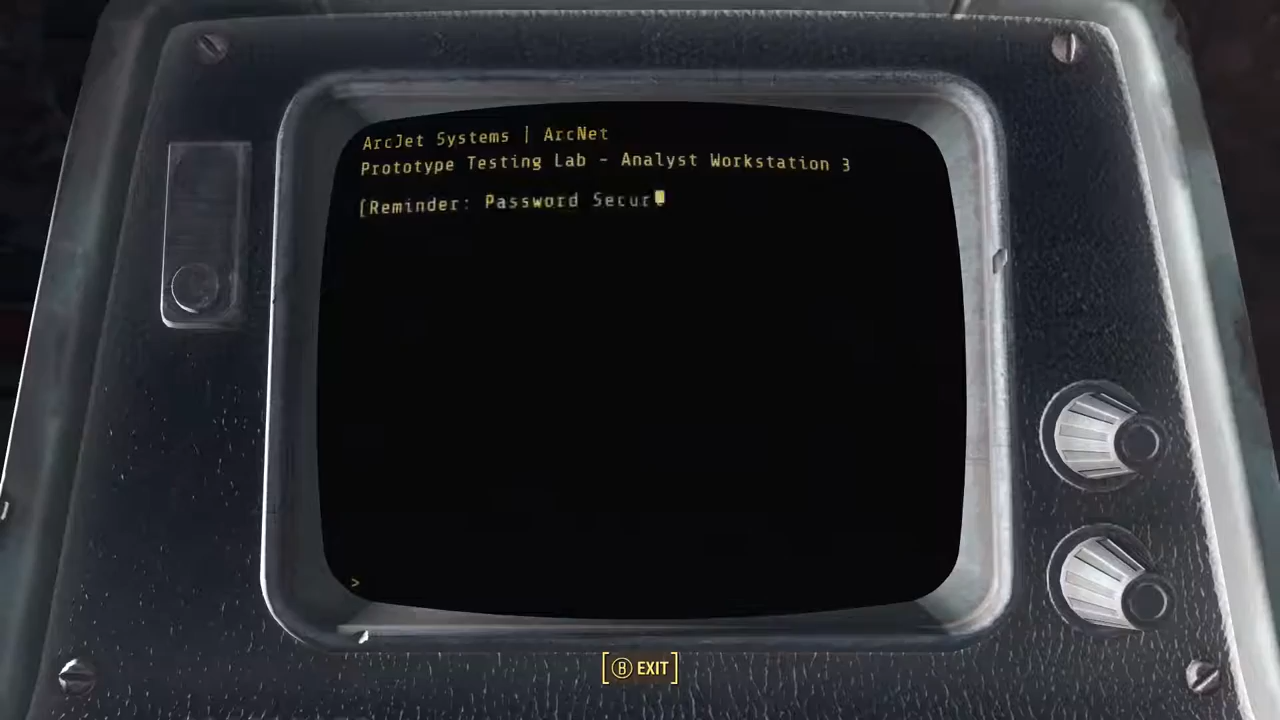 ArcJet Systems | ArcNet
Prototype Testing Lab - Analyst Workstation 3
[Reminder: Password Secur
>
[Ⓑ EXIT]